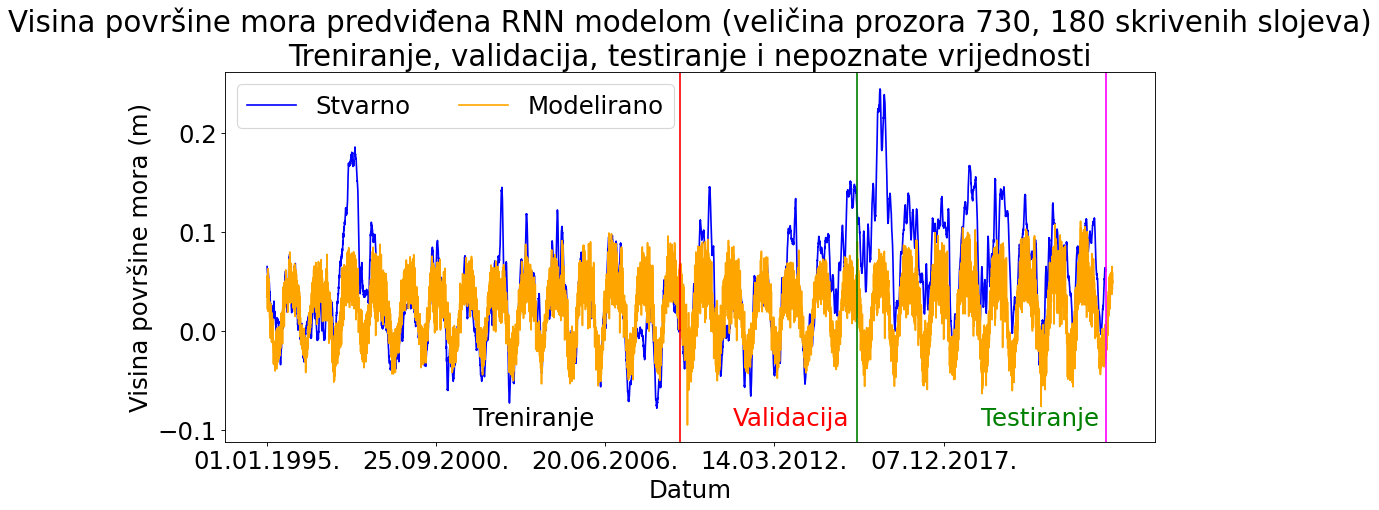 Visina površine mora predviđena RNN modelom (veličina prozora 730, 180 skrivenih slojeva)
Treniranje, validacija, testiranje i nepoznate vrijednosti
Stvarno
Modelirano
Visina površine mora (m)
0.2
0.1
0.0
−0.1
Treniranje
Validacija
Testiranje
01.01.1995.
25.09.2000.
20.06.2006.
14.03.2012.
07.12.2017.
Datum